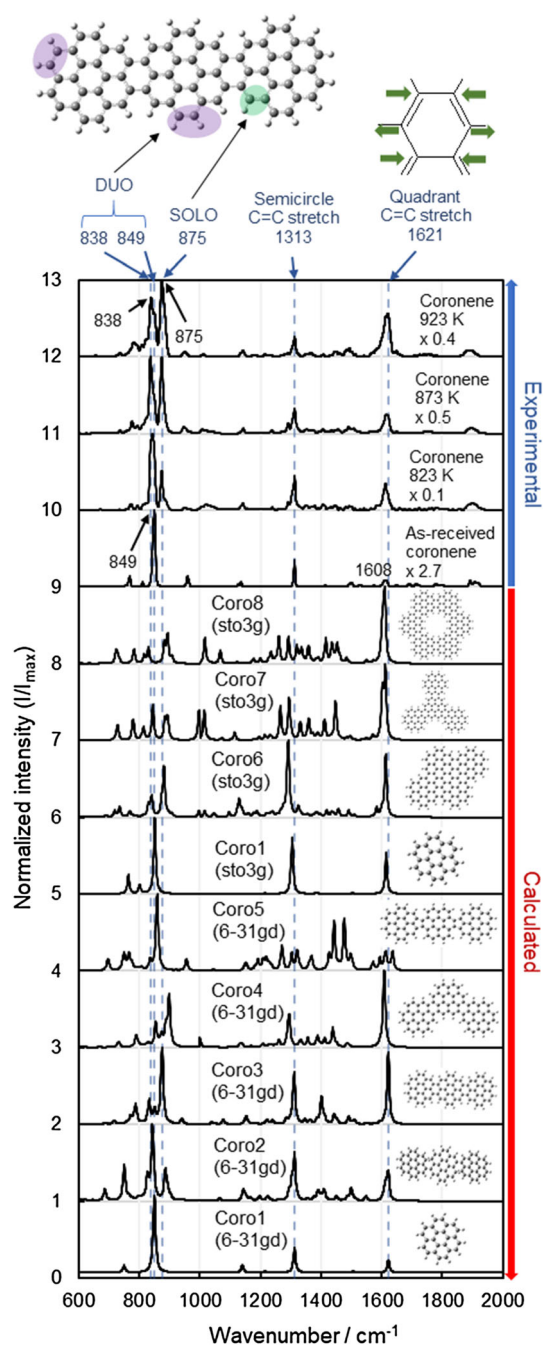 DUO
838 849
SOLO
875
Semicircle
C=C stretch
1313
Quadrant
C=C stretch
1621
13
838
875
Coronene
923 K
x 0.4
12
Coronene
873 K
x 0.5
11
Coronene
823 K
x 0.1
10
849
As-received
coronene
x 2.7
1608
9
Coro8
(sto3g)
8
Coro7
(sto3g)
7
Coro6
(sto3g)
6
Coro1
(sto3g)
5
Coro5
(6-31gd)
4
Coro4
(6-31gd)
3
Coro3
(6-31gd)
2
Coro2
(6-31gd)
1
Coro1
(6-31gd)
0
600 800 1000 1200 1400 1600 1800 2000
Wavenumber / cm-1
Normalized intensity (I/Imax)
Experimental
Calculated